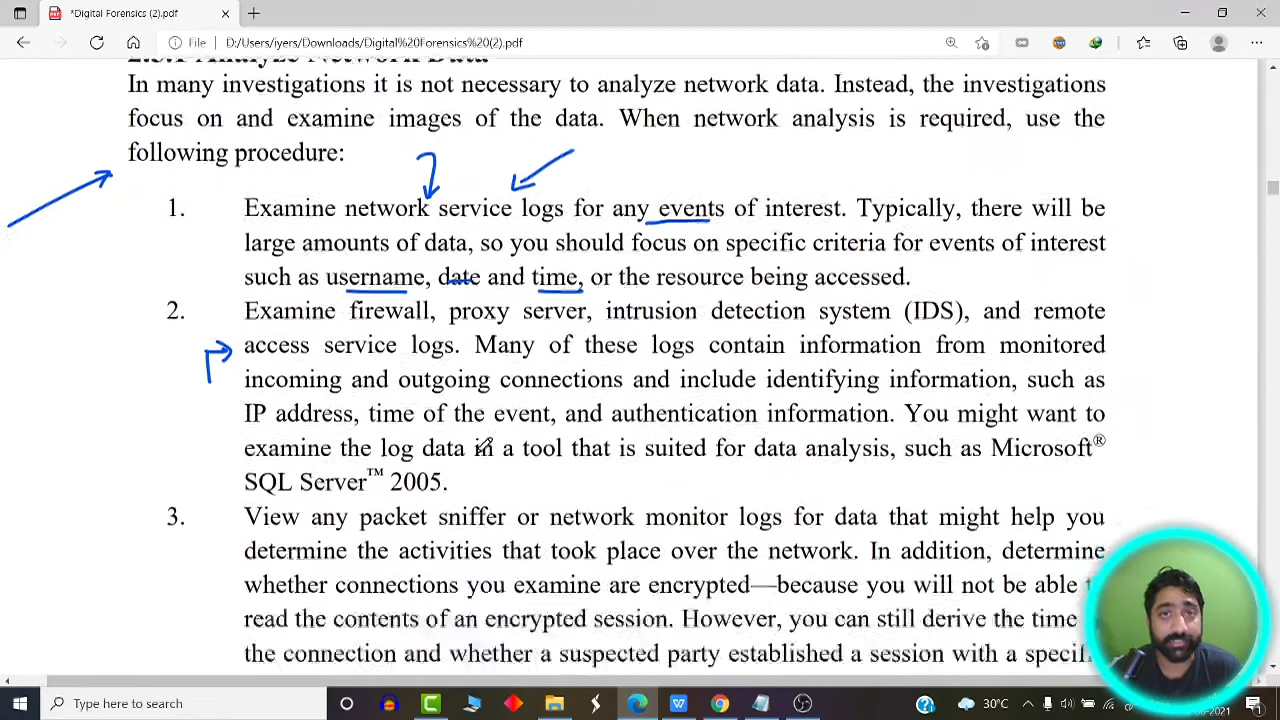 *Digital Forensics (2).pdf
File
D:/Users/iyers/Downloads/Digital%20Forensics%20(2).pdf
2.3.1 Analyze Network Data
In many investigations it is not necessary to analyze network data. Instead, the investigations
focus on and examine images of the data. When network analysis is required, use the
following procedure:
1. Examine network service logs for any events of interest. Typically, there will be
large amounts of data, so you should focus on specific criteria for events of interest
such as username, date and time, or the resource being accessed.
2. Examine firewall, proxy server, intrusion detection system (IDS), and remote
access service logs. Many of these logs contain information from monitored
incoming and outgoing connections and include identifying information, such as
IP address, time of the event, and authentication information. You might want to
examine the log data in a tool that is suited for data analysis, such as Microsoft®
SQL Server™ 2005.
3. View any packet sniffer or network monitor logs for data that might help you
determine the activities that took place over the network. In addition, determine
whether connections you examine are encrypted—because you will not be able
read the contents of an encrypted session. However, you can still derive the time
the connection and whether a suspected party established a session with a
Type here to search
30°C
ENG
2021